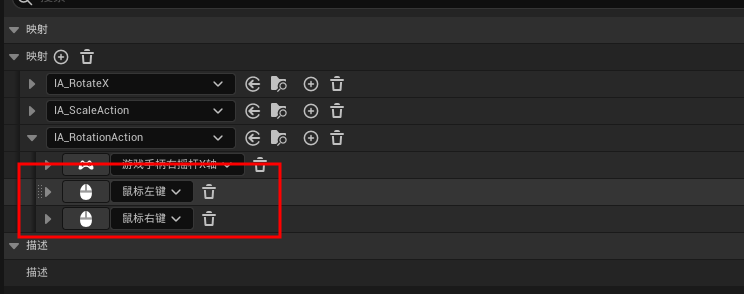 搜索
映射
映射
IA_RotateX
IA_ScaleAction
IA_RotationAction
游戏手柄右摇杆X轴
鼠标左键
鼠标右键
描述
描述